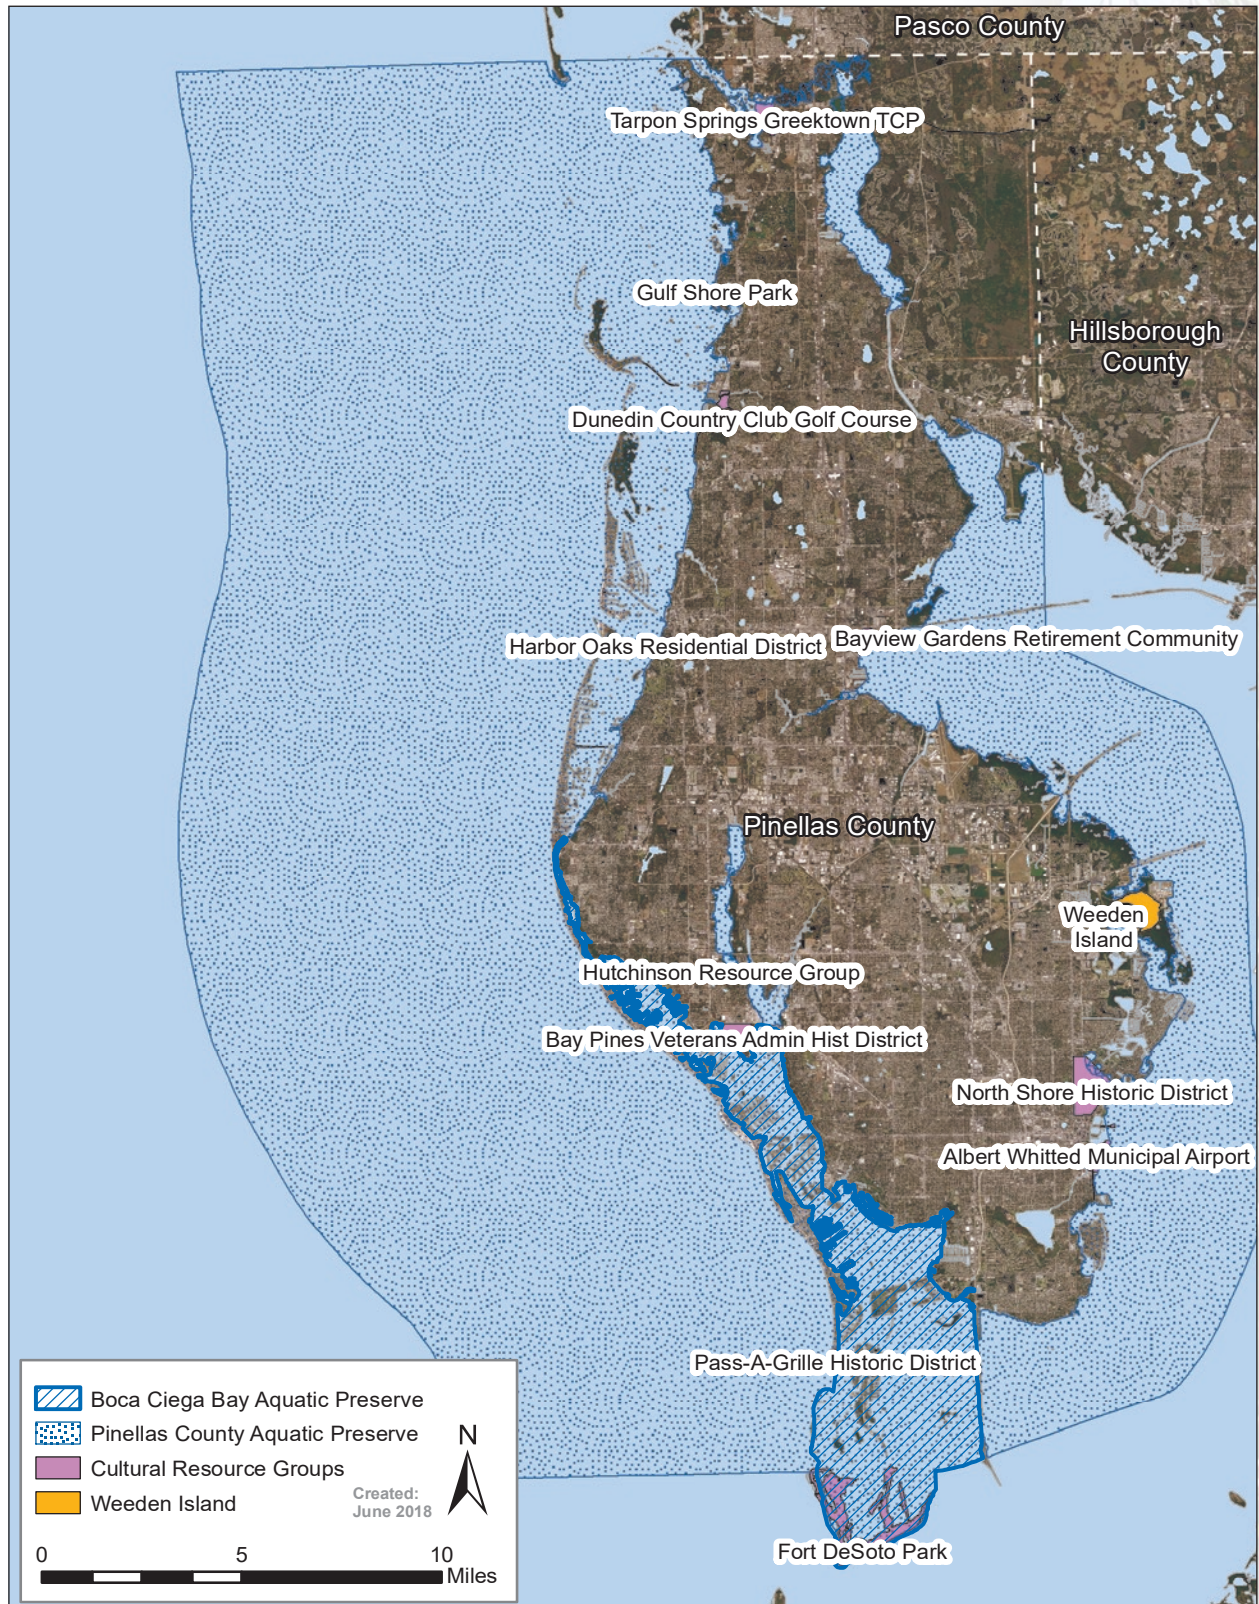 Pasco County
Tarpon Springs Greektown TCP
Gulf Shore Park
Hillsborough
County
Dunedin Country Club Golf Course
Harbor Oaks Residential District
Bayview Gardens Retirement Community
Pinellas County
Weeden
Island
Hutchinson Resource Group
Bay Pines Veterans Admin Hist District
North Shore Historic District
Albert Whitted Municipal Airport
Pass-A-Grille Historic District
Fort DeSoto Park
Boca Ciega Bay Aquatic Preserve
Pinellas County Aquatic Preserve
Cultural Resource Groups
Weeden Island
Created:
June 2018
N
0 5 10
Miles